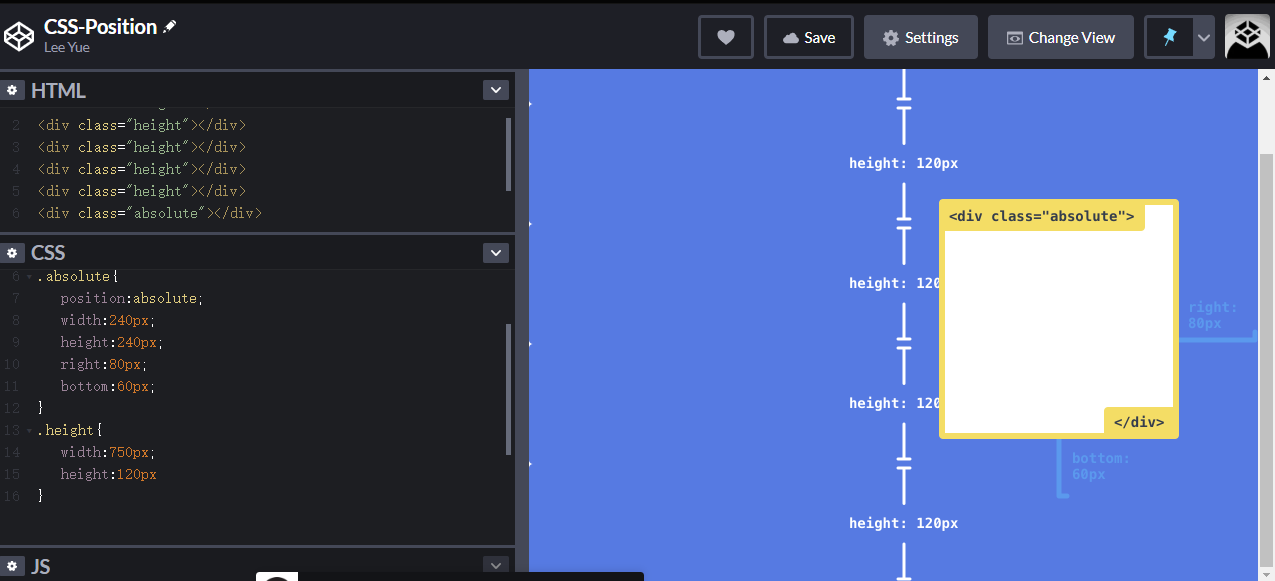 CSS-Position
Lee Yue
Save
Settings
Change View
HTML
2 <div class="height"></div>
3 <div class="height"></div>
4 <div class="height"></div>
5 <div class="height"></div>
6 <div class="absolute"></div>
CSS
6 .absolute{
7 position:absolute;
8 width:240px;
9 height:240px;
10 right:80px;
11 bottom:60px;
12 }
13 .height{
14 width:750px;
15 height:120px
16 }
JS
height: 120px
<div class="absolute">
height: 120
right:
80px
height: 120
</div>
bottom:
60px
height: 120px